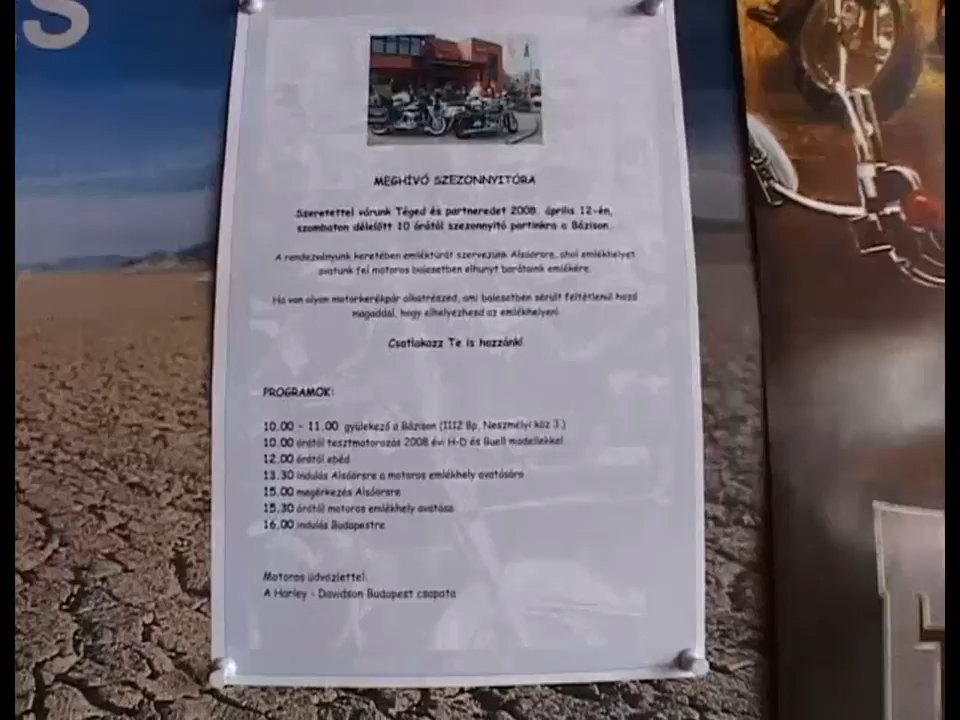 S
MEGHÍVÓ SZEZONNYITÓRA
Szeretettel várunk Téged és partneredet 2008. április 12-én,
szombaton délelőtt 10 órától szezonnyitó partinkra a Bázison.
A rendezvényünk keretében emléktúrát szervezünk Alsóörsre, ahol emlékhelyet
avatunk fel motoros balesetben elhunyt barátaink emlékére.
Ha van olyan motorkerékpár alkatrészed, ami balesetben sérült feltétlenül hozd
magaddal, hogy elhelyezhesd az emlékhelyen!
Csatlakozz Te is hozzánk!
PROGRAMOK:
10.00 - 11.00 gyülekező a Bázison (1112 Bp, Neszmélyi köz 3.)
10.00 órától tesztmotorozás 2008 évi H-D és Buell modellekkel
12.00 órától ebéd
13.30 indulás Alsóörsre a motoros emlékhely avatására
15.00 megérkezés Alsóörsre
15.30 órától motoros emlékhely avatása
16.00 indulás Budapestre
Motoros üdvözlettel:
A Harley - Davidson Budapest csapata